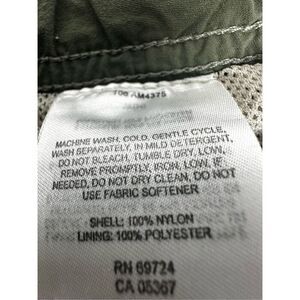 106 AM4375
MACHINE WASH, COLD, GENTLE CYCLE,
WASH SEPARATELY, IN MILD DETERGENT,
DO NOT BLEACH, TUMBLE DRY, LOW,
REMOVE PROMPTLY, IRON, LOW, IF
NEEDED, DO NOT DRY CLEAN, DO NOT
USE FABRIC SOFTENER
SHELL: 100% NYLON
LINING: 100% POLYESTER
RN 69724
CA 05367